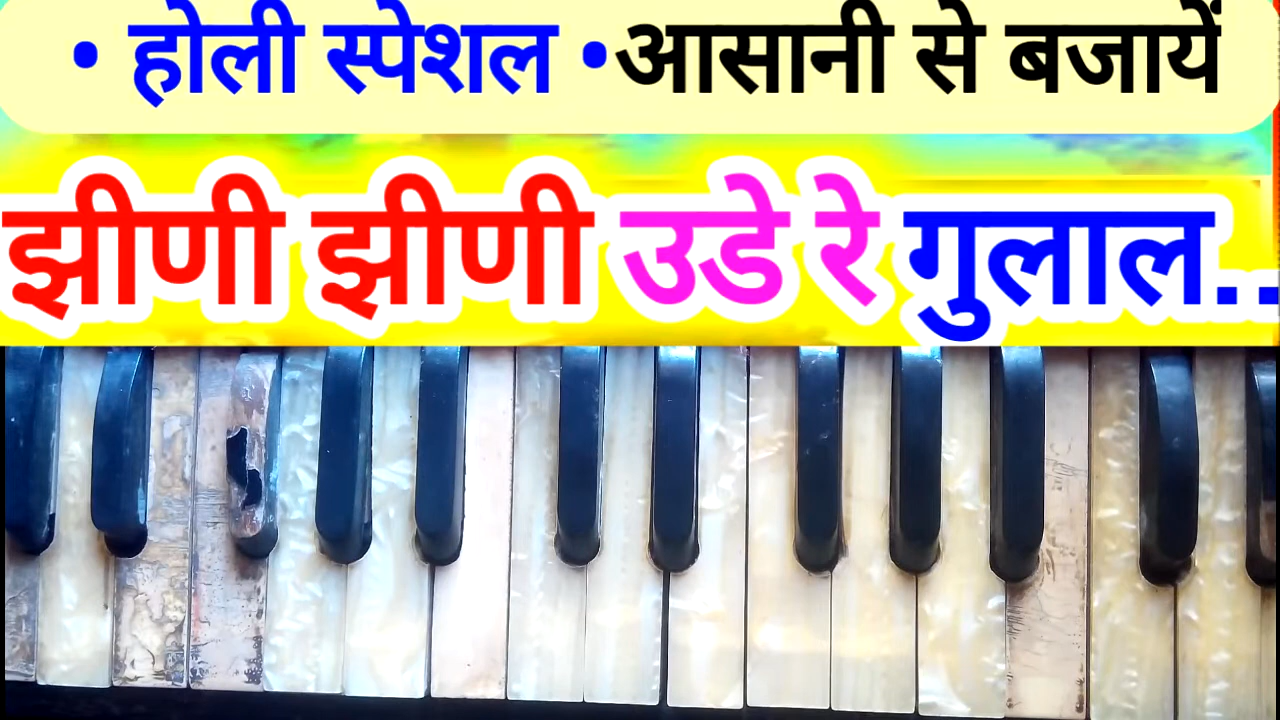 • होली स्पेशल •आसानी से बजायें
झीणी झीणी उडे रे गुलाल..